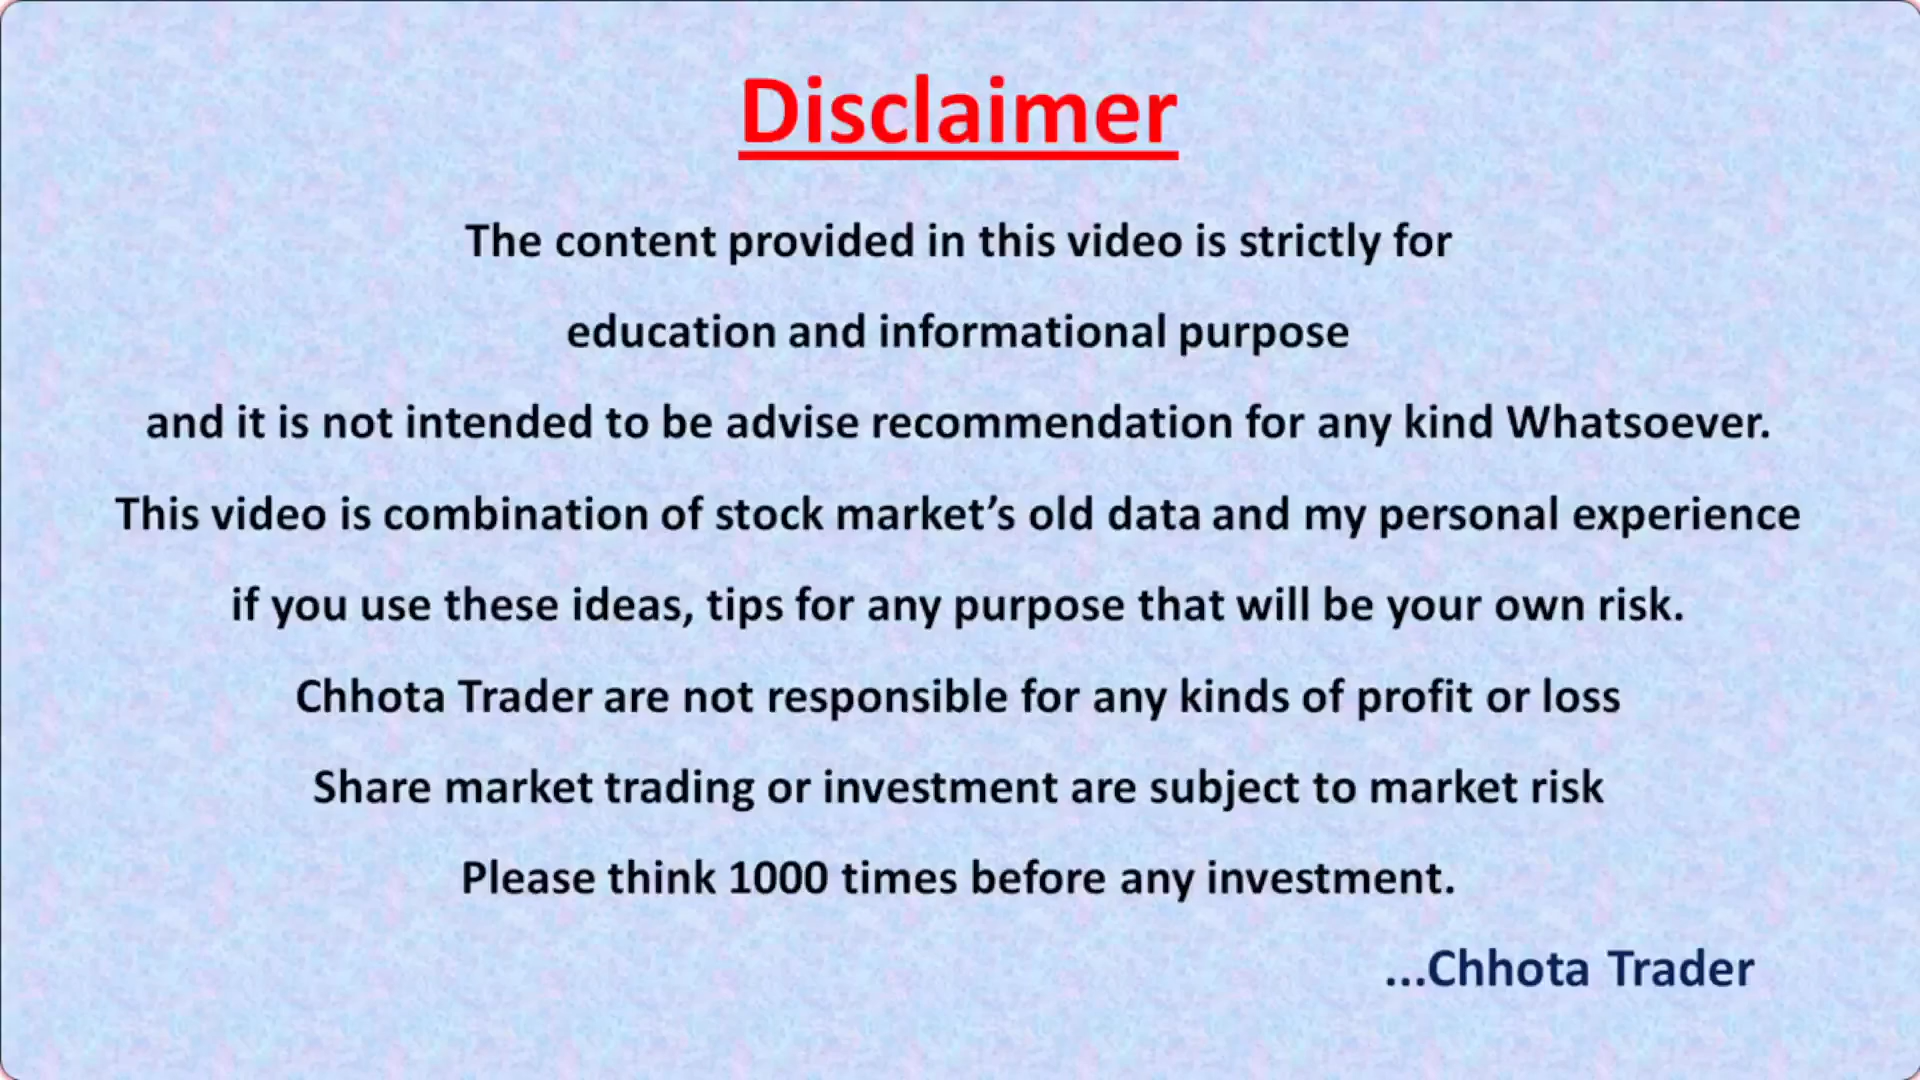 Disclaimer
The content provided in this video is strictly for
education and informational purpose
and it is not intended to be advise recommendation for any kind Whatsoever.
This video is combination of stock market’s old data and my personal experience
if you use these ideas, tips for any purpose that will be your own risk.
Chhota Trader are not responsible for any kinds of profit or loss
Share market trading or investment are subject to market risk
Please think 1000 times before any investment.
...Chhota Trader